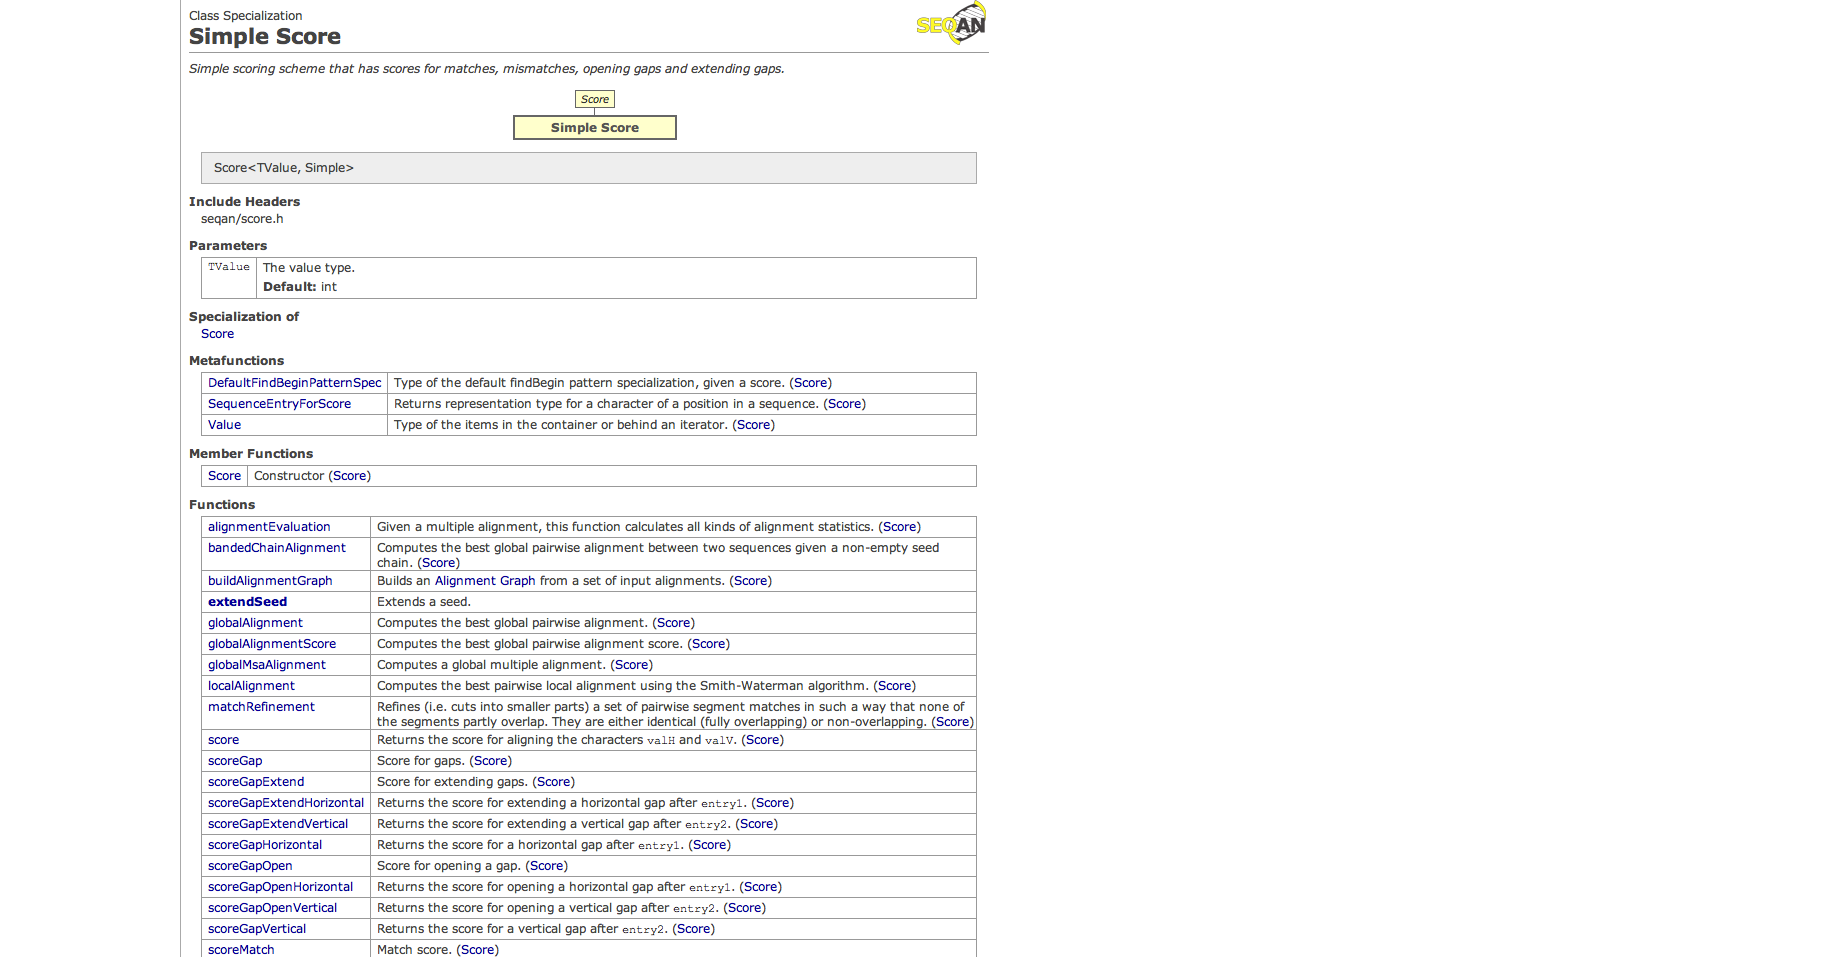 Class Specialization
Simple Score
SEQAN
Simple scoring scheme that has scores for matches, mismatches, opening gaps and extending gaps.
Score
Simple Score
Score<TValue, Simple>
Include Headers
seqan/score.h
Parameters
TValue The value type.
Default: int
Specialization of
Score
Metafunctions
DefaultFindBeginPatternSpec Type of the default findBegin pattern specialization, given a score. (Score)
SequenceEntryForScore Returns representation type for a character of a position in a sequence. (Score)
Value Type of the items in the container or behind an iterator. (Score)
Member Functions
Score Constructor (Score)
Functions
alignmentEvaluation Given a multiple alignment, this function calculates all kinds of alignment statistics. (Score)
bandedChainAlignment Computes the best global pairwise alignment between two sequences given a non-empty seed
chain. (Score)
buildAlignmentGraph Builds an Alignment Graph from a set of input alignments. (Score)
extendSeed Extends a seed.
globalAlignment Computes the best global pairwise alignment. (Score)
globalAlignmentScore Computes the best global pairwise alignment score. (Score)
globalMsaAlignment Computes a global multiple alignment. (Score)
localAlignment Computes the best pairwise local alignment using the Smith-Waterman algorithm. (Score)
matchRefinement Refines (i.e. cuts into smaller parts) a set of pairwise segment matches in such a way that none of
the segments partly overlap. They are either identical (fully overlapping) or non-overlapping. (Score)
score Returns the score for aligning the characters valH and valV. (Score)
scoreGap Score for gaps. (Score)
scoreGapExtend Score for extending gaps. (Score)
scoreGapExtendHorizontal Returns the score for extending a horizontal gap after entry1. (Score)
scoreGapExtendVertical Returns the score for extending a vertical gap after entry2. (Score)
scoreGapHorizontal Returns the score for a horizontal gap after entry1. (Score)
scoreGapOpen Score for opening a gap. (Score)
scoreGapOpenHorizontal Returns the score for opening a horizontal gap after entry1. (Score)
scoreGapOpenVertical Returns the score for opening a vertical gap after entry2. (Score)
scoreGapVertical Returns the score for a vertical gap after entry2. (Score)
scoreMatch Match score. (Score)